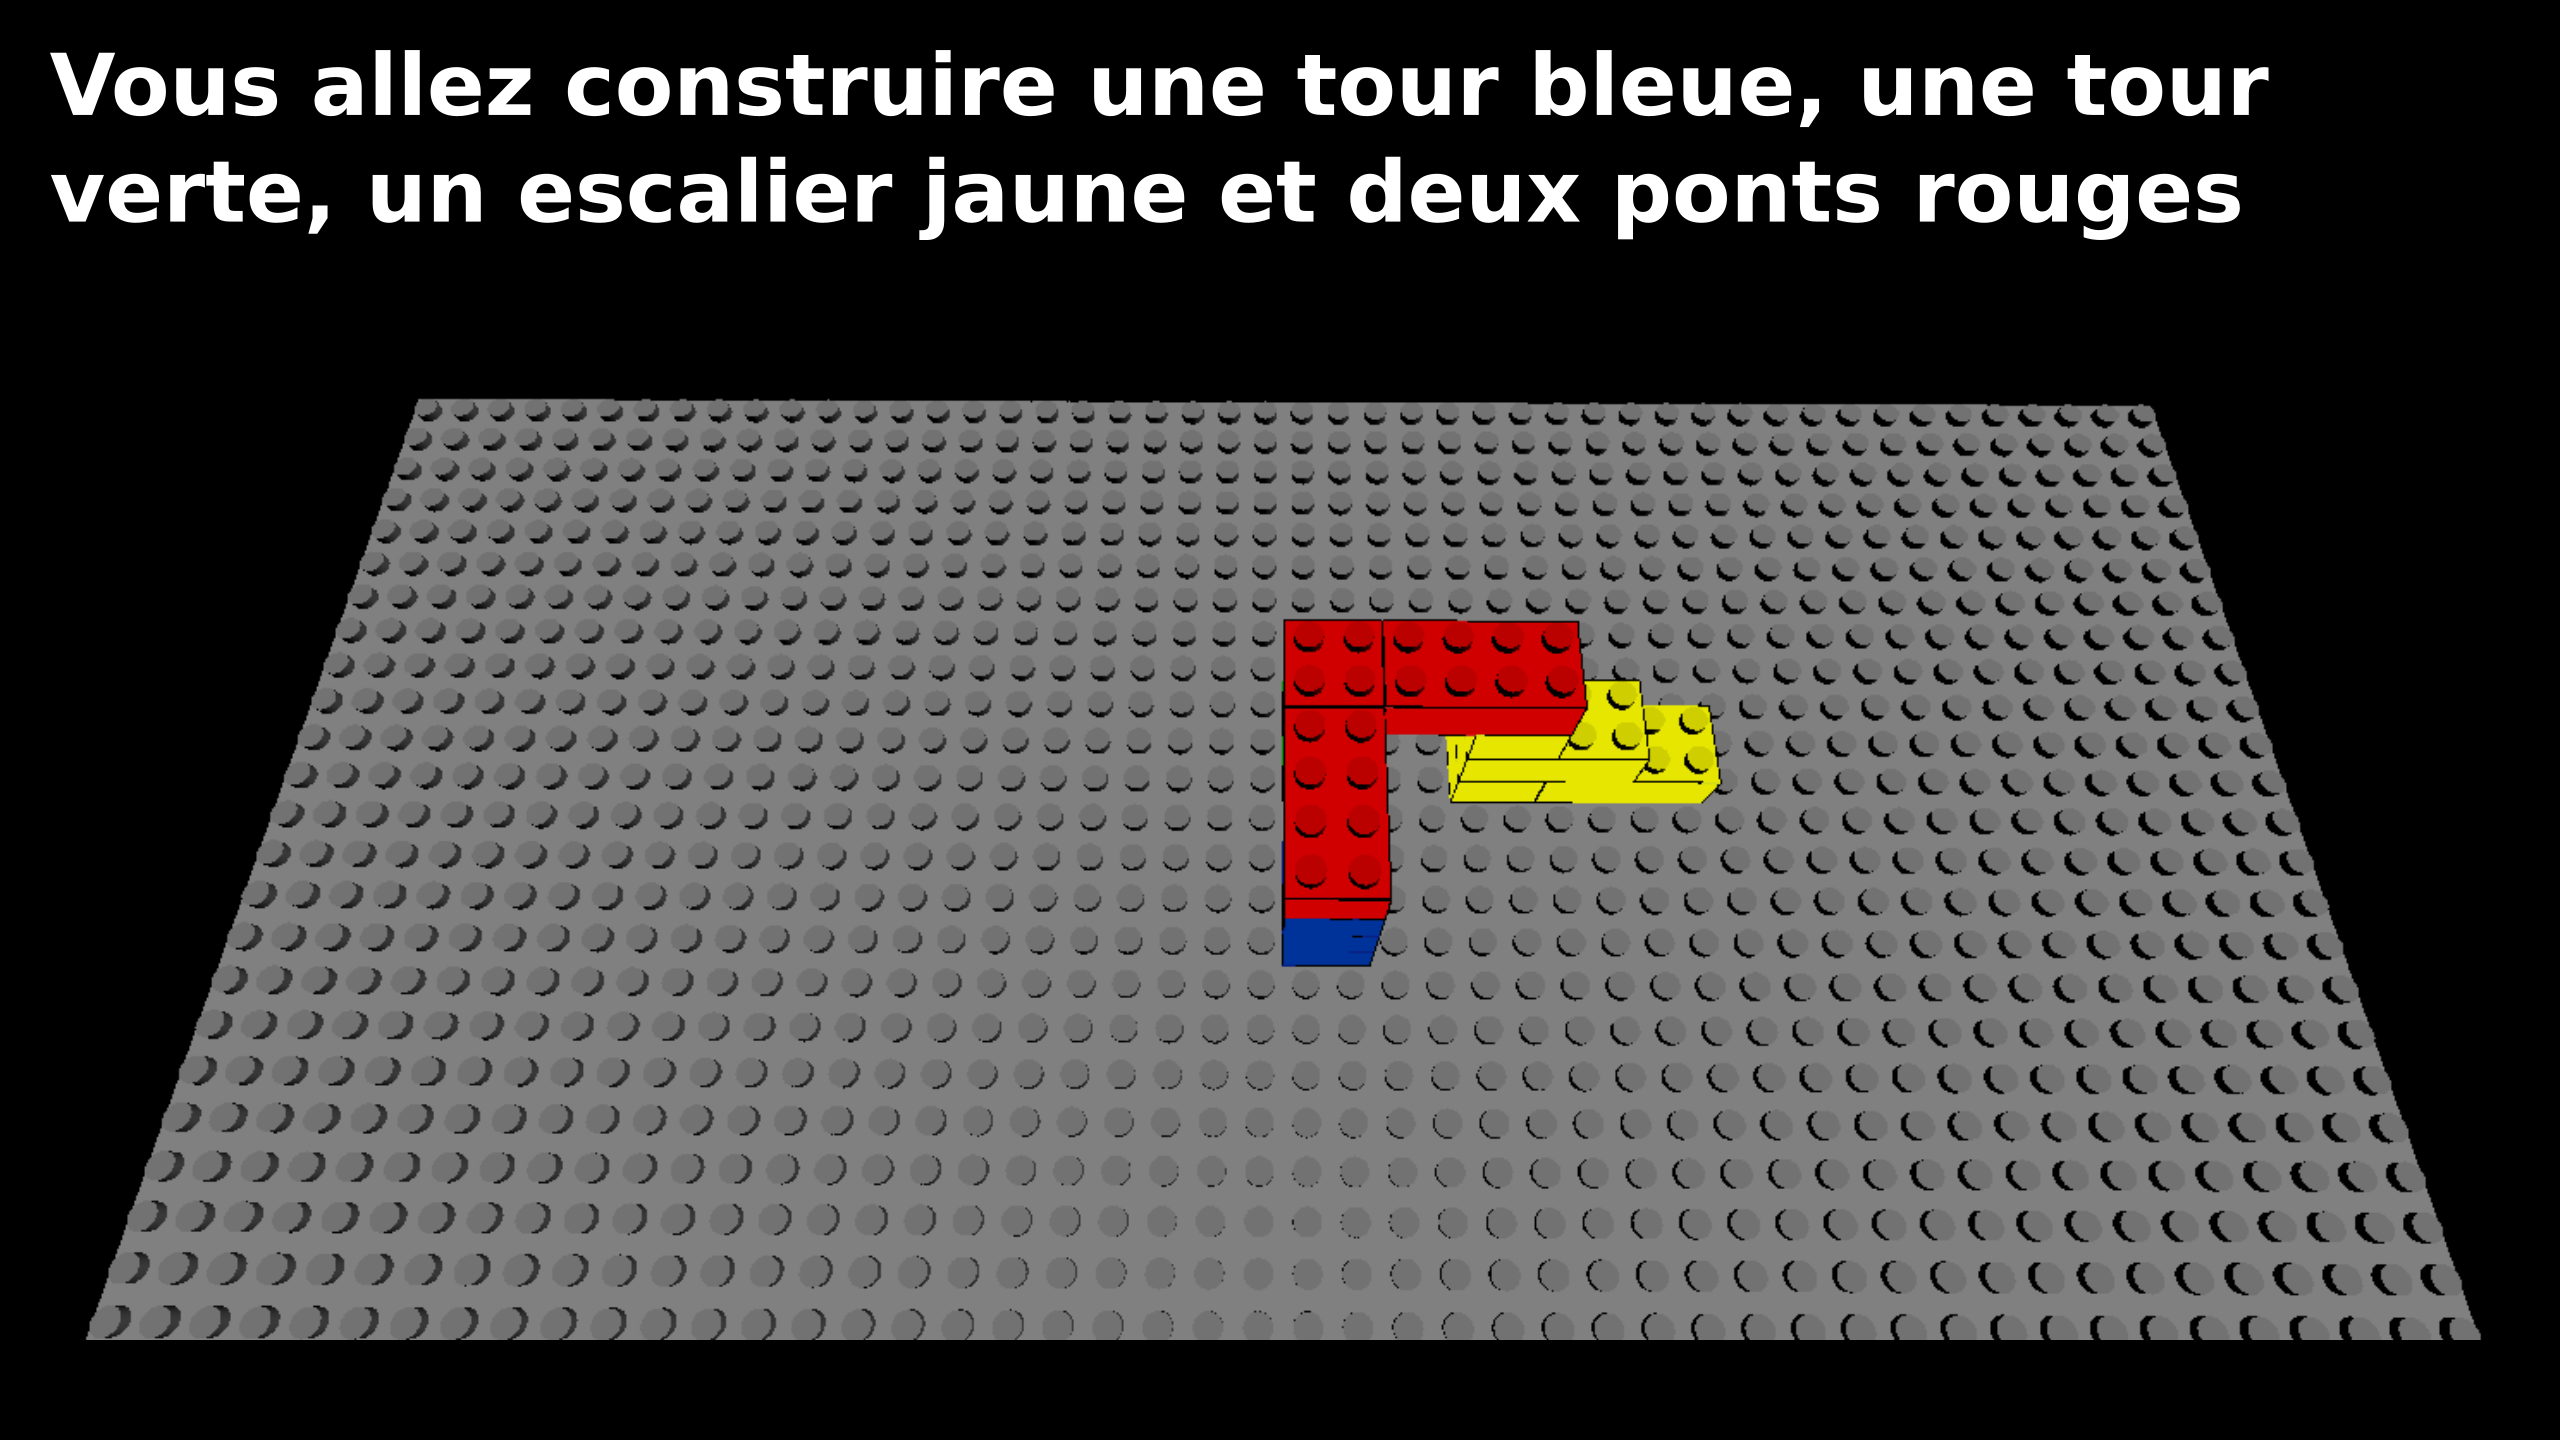 Vous allez construire une tour bleue, une tour
verte, un escalier jaune et deux ponts rouges